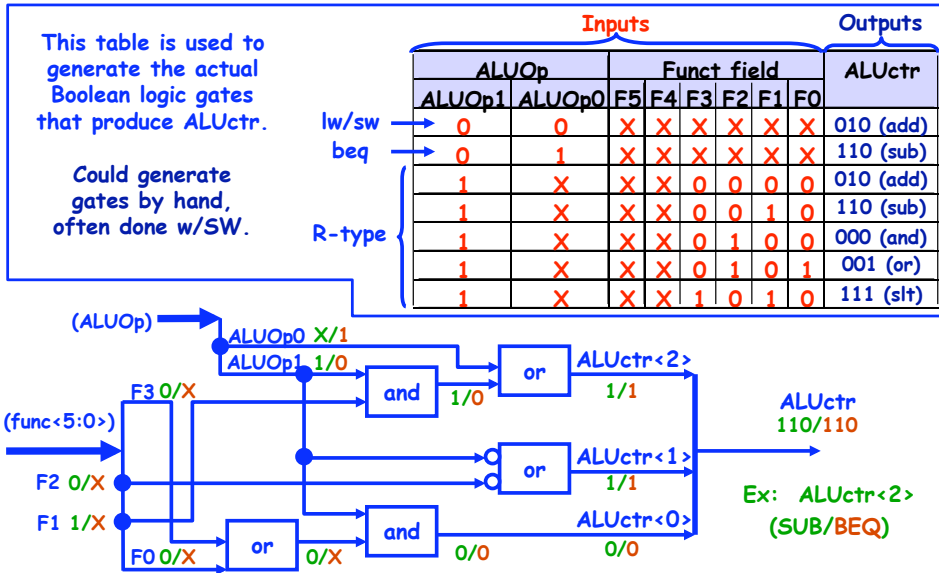 This table is used to
generate the actual
Boolean logic gates
that produce ALUctr.
Could generate
gates by hand,
often done w/SW.
Inputs
Outputs
ALUOp Funct field ALUctr
ALUOp1 ALUOp0 F5 F4 F3 F2 F1 F0
lw/sw 0 0 X X X X X X 010 (add)
beq 0 1 X X X X X X 110 (sub)
R-type
1 X X X 0 0 0 0 010 (add)
1 X X X 0 0 1 0 110 (sub)
1 X X X 0 1 0 0 000 (and)
1 X X X 0 1 0 1 001 (or)
1 X X X 1 0 1 0 111 (slt)
(ALUOp)
ALUOp0 X/1
ALUOp1 1/0
and
1/0
or
ALUctr<2>
1/1
F3 0/X
(func<5:0>)
F2 0/X
F1 1/X
F0 0/X
or
0/X
or
ALUctr<1>
1/1
and
0/0
ALUctr<0>
0/0
ALUctr
110/110
Ex: ALUctr<2>
(SUB/BEQ)